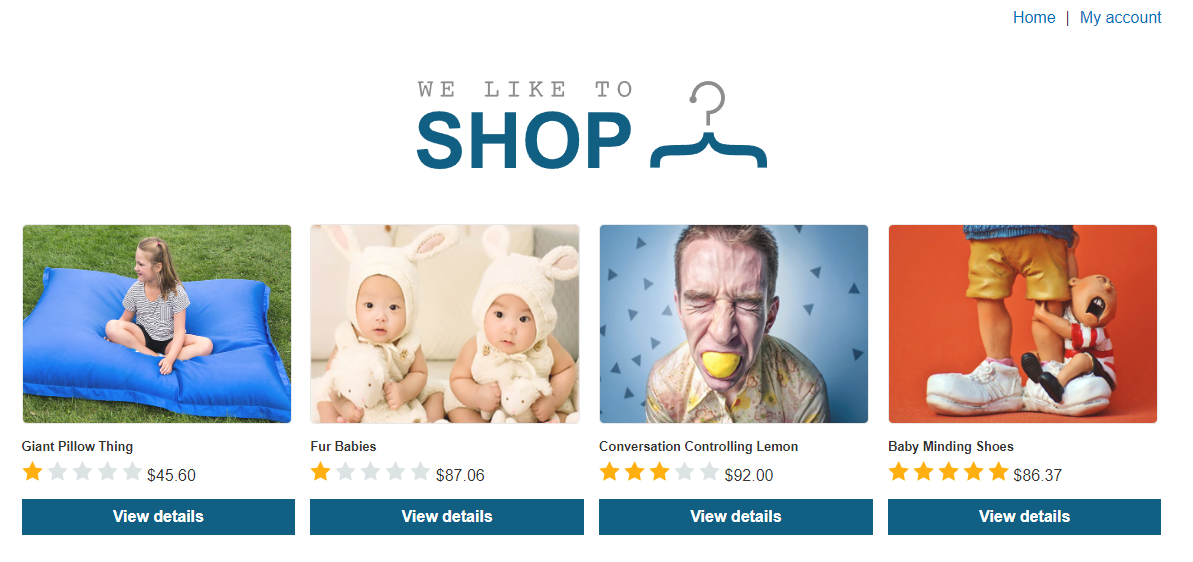 Home | My account
WE LIKE TO
SHOP
Giant Pillow Thing
$45.60
View details
Fur Babies
$87.06
View details
Conversation Controlling Lemon
$92.00
View details
Baby Minding Shoes
$86.37
View details